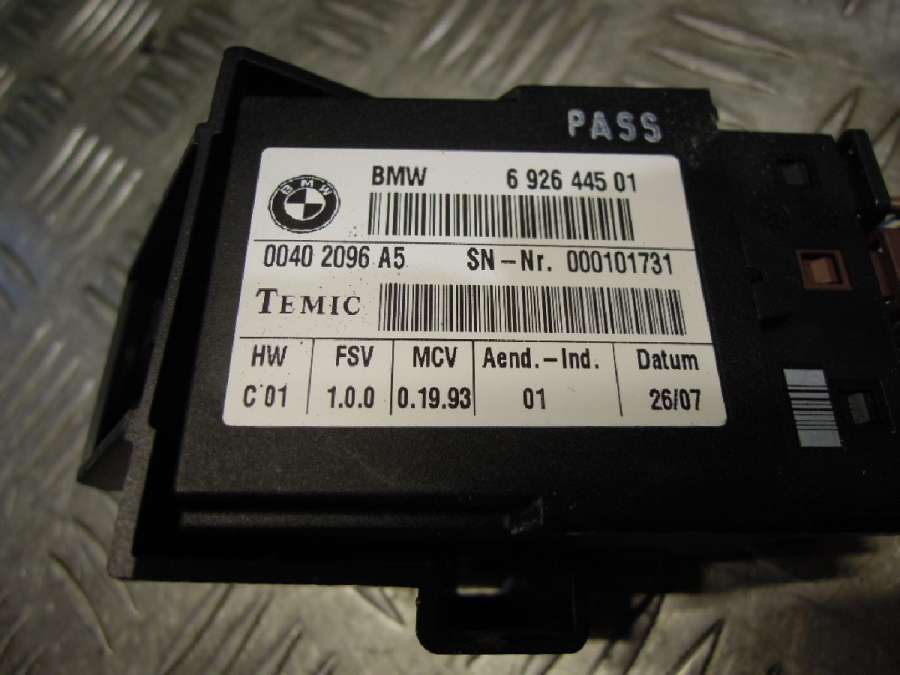 PASS
BMW 6 926 445 01
BMW
0040 2096 A5 SN-Nr. 000101731
TEMIC
HW FSV MCV Aend.-Ind. Datum
C 01 1.0.0 0.19.93 01 26/07